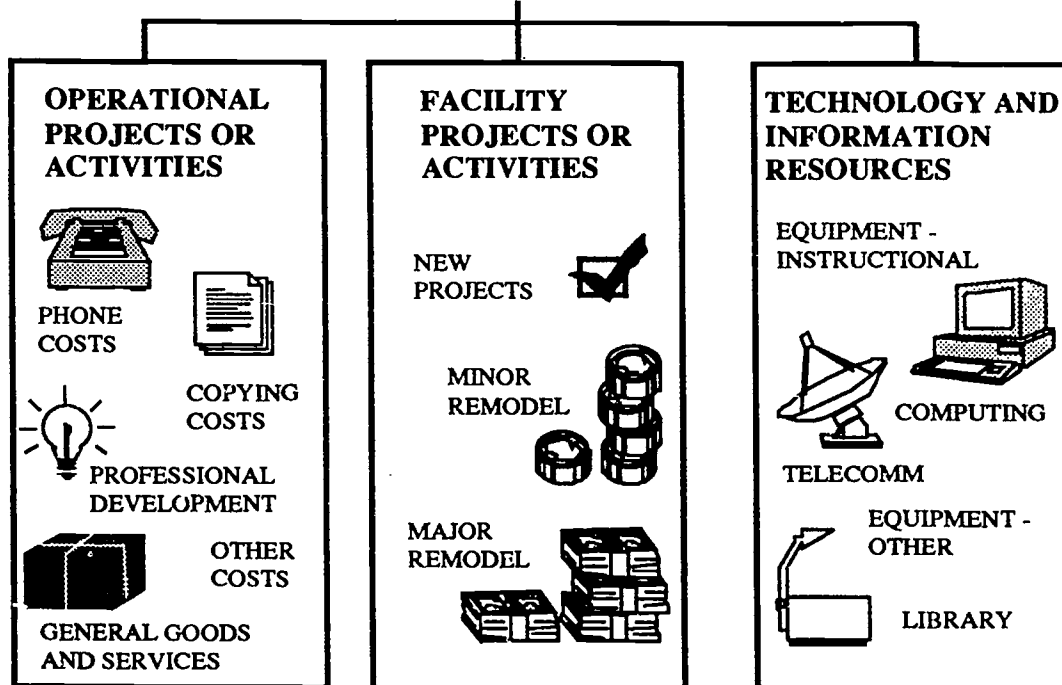 OPERATIONAL
PROJECTS OR
ACTIVITIES
PHONE
COSTS
COPYING
COSTS
PROFESSIONAL
DEVELOPMENT
OTHER
COSTS
GENERAL GOODS
AND SERVICES
FACILITY
PROJECTS OR
ACTIVITIES
NEW
PROJECTS
MINOR
REMODEL
MAJOR
REMODEL
TECHNOLOGY AND
INFORMATION
RESOURCES
EQUIPMENT -
INSTRUCTIONAL
COMPUTING
TELECOMM
EQUIPMENT -
OTHER
LIBRARY